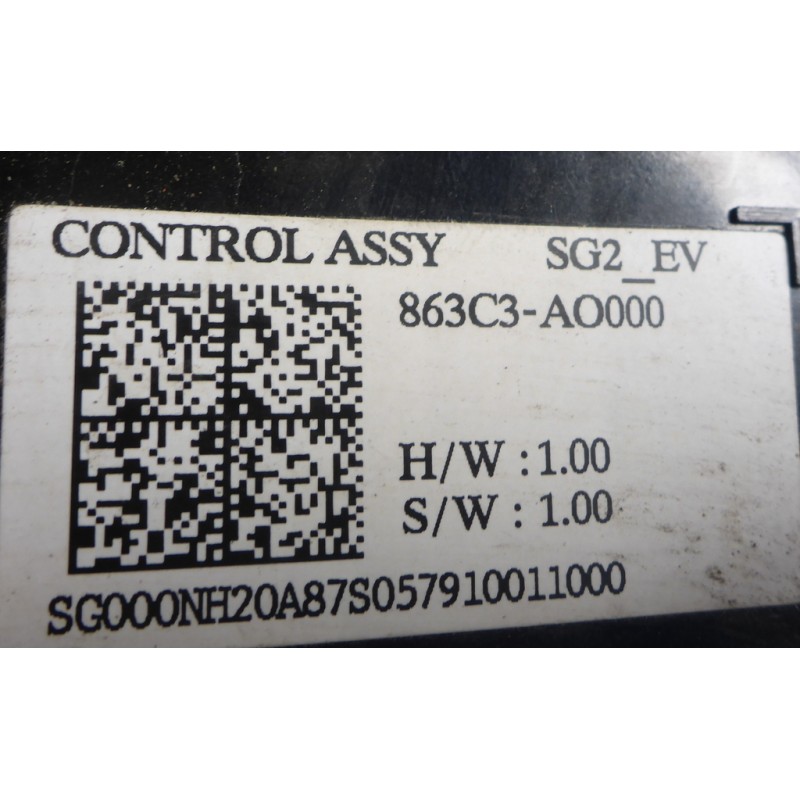 CONTROL ASSY SG2_EV
863C3-AO000
H/W : 1.00
S/W : 1.00
SG000NH20A87S057910011000